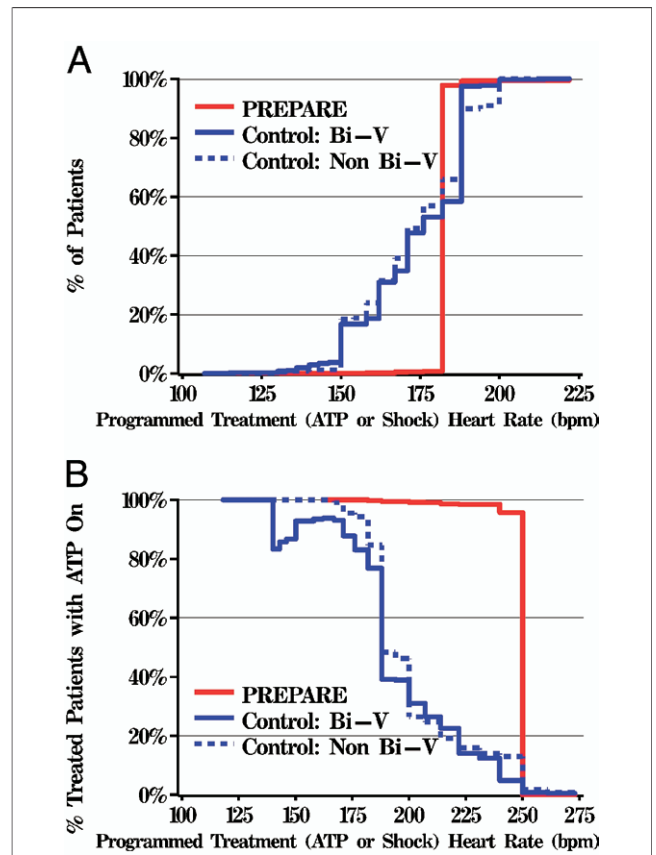 A
100%
80%
60%
40%
20%
0%
% of Patients
PREPARE
Control: Bi–V
Control: Non Bi–V
100 125 150 175 200 225
Programmed Treatment (ATP or Shock) Heart Rate (bpm)
B
100%
80%
60%
40%
20%
0%
% Treated Patients with ATP On
PREPARE
Control: Bi–V
Control: Non Bi–V
100 125 150 175 200 225 250 275
Programmed Treatment (ATP or Shock) Heart Rate (bpm)